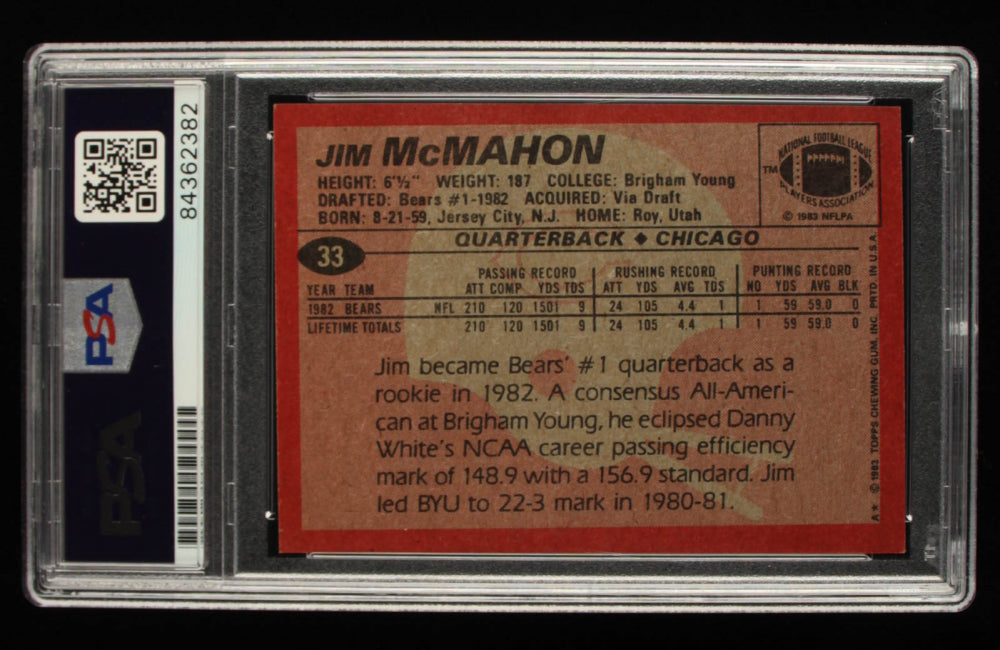 84362382
PSA
PSA
JIM McMAHON
HEIGHT: 6'½" WEIGHT: 187 COLLEGE: Brigham Young
DRAFTED: Bears #1-1982 ACQUIRED: Via Draft
BORN: 8-21-59, Jersey City, N.J. HOME: Roy, Utah
NATIONAL FOOTBALL LEAGUE
TM
PLAYERS ASSOCIATION
© 1983 NFLPA
33
QUARTERBACK ◆ CHICAGO
PASSING RECORD RUSHING RECORD PUNTING RECORD
YEAR TEAM ATT COMP YDS TDS ATT YDS AVG TDS NO YDS AVG BLK
1982 BEARS NFL 210 120 1501 9 24 105 4.4 1 1 59 59.0 0
LIFETIME TOTALS 210 120 1501 9 24 105 4.4 1 1 59 59.0 0
Jim became Bears' #1 quarterback as a
rookie in 1982. A consensus All-Ameri-
can at Brigham Young, he eclipsed Danny
White's NCAA career passing efficiency
mark of 148.9 with a 156.9 standard. Jim
led BYU to 22-3 mark in 1980-81.
A* © 1983 TOPPS CHEWING GUM, INC. PRTD. IN U.S.A.